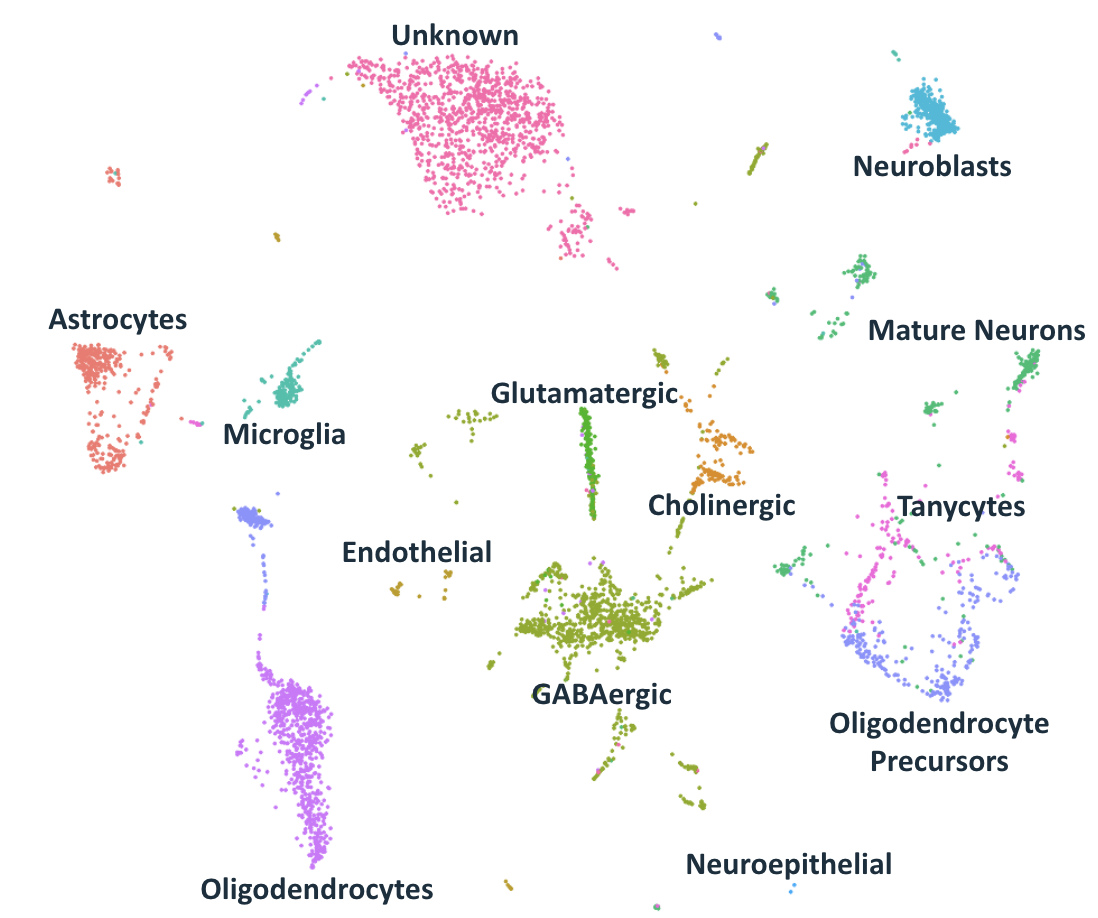 Unknown
Neuroblasts
Astrocytes
Mature Neurons
Glutamatergic
Microglia
Cholinergic
Tanycytes
Endothelial
GABAergic
Oligodendrocyte
Precursors
Neuroepithelial
Oligodendrocytes